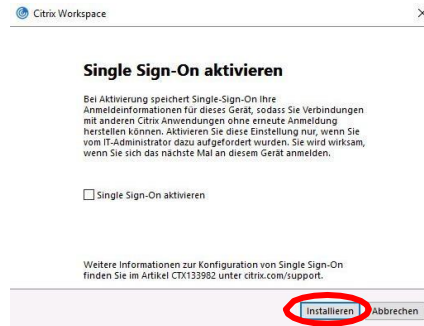 Citrix Workspace
Single Sign-On aktivieren
Bei Aktivierung speichert Single-Sign-On Ihre
Anmeldeinformationen für dieses Gerät, sodass Sie Verbindungen
mit anderen Citrix Anwendungen ohne erneute Anmeldung
herstellen können. Aktivieren Sie diese Einstellung nur, wenn Sie
vom IT-Administrator dazu aufgefordert wurden. Sie wird wirksam,
wenn Sie sich das nächste Mal an diesem Gerät anmelden.
Single Sign-On aktivieren
Weitere Informationen zur Konfiguration von Single Sign-On
finden Sie im Artikel CTX133982 unter citrix.com/support.
Installieren Abbrechen